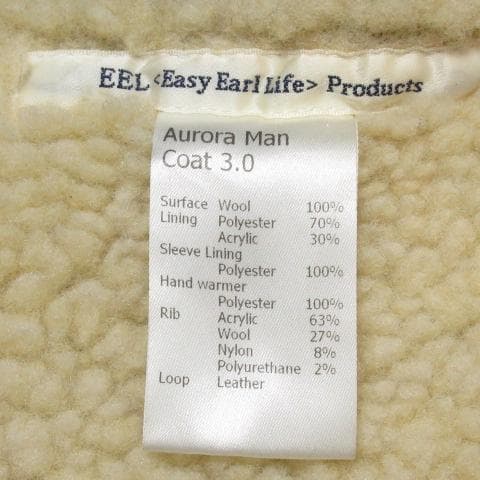 EEL <Easy Earl Life> Products
Aurora Man
Coat 3.0
Surface Wool 100%
Lining Polyester 70%
Acrylic 30%
Sleeve Lining
Polyester 100%
Hand warmer
Polyester 100%
Rib Acrylic 63%
Wool 27%
Nylon 8%
Polyurethane 2%
Loop Leather